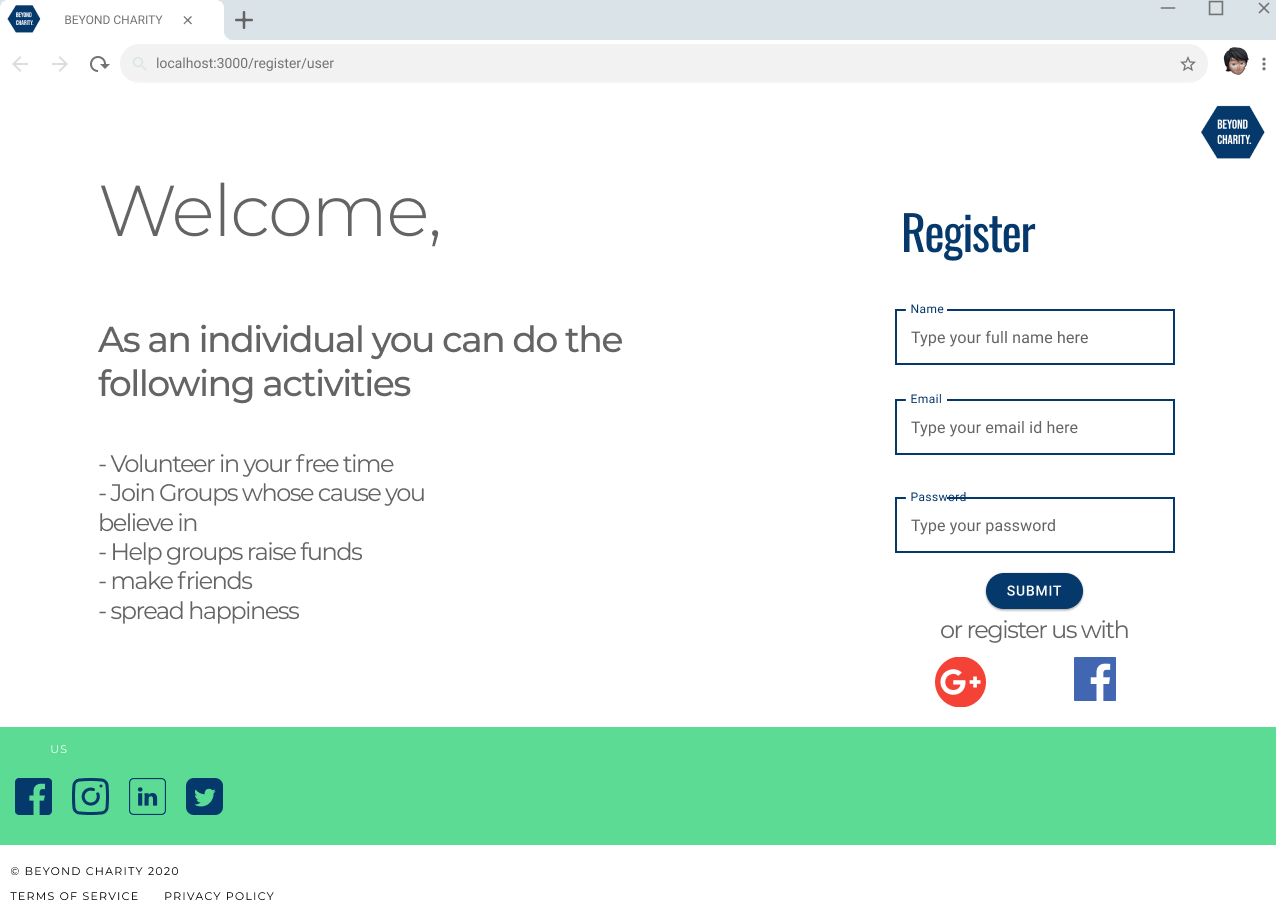 BEYOND
CHARITY.
BEYOND CHARITY
localhost:3000/register/user
BEYOND
CHARITY.
Welcome,
Register
As an individual you can do the
following activities
- Volunteer in your free time
- Join Groups whose cause you
believe in
- Help groups raise funds
- make friends
- spread happiness
Name
Type your full name here
Email
Type your email id here
Password
Type your password
SUBMIT
or register us with
G+
US
in
© BEYOND CHARITY 2020
TERMS OF SERVICE PRIVACY POLICY